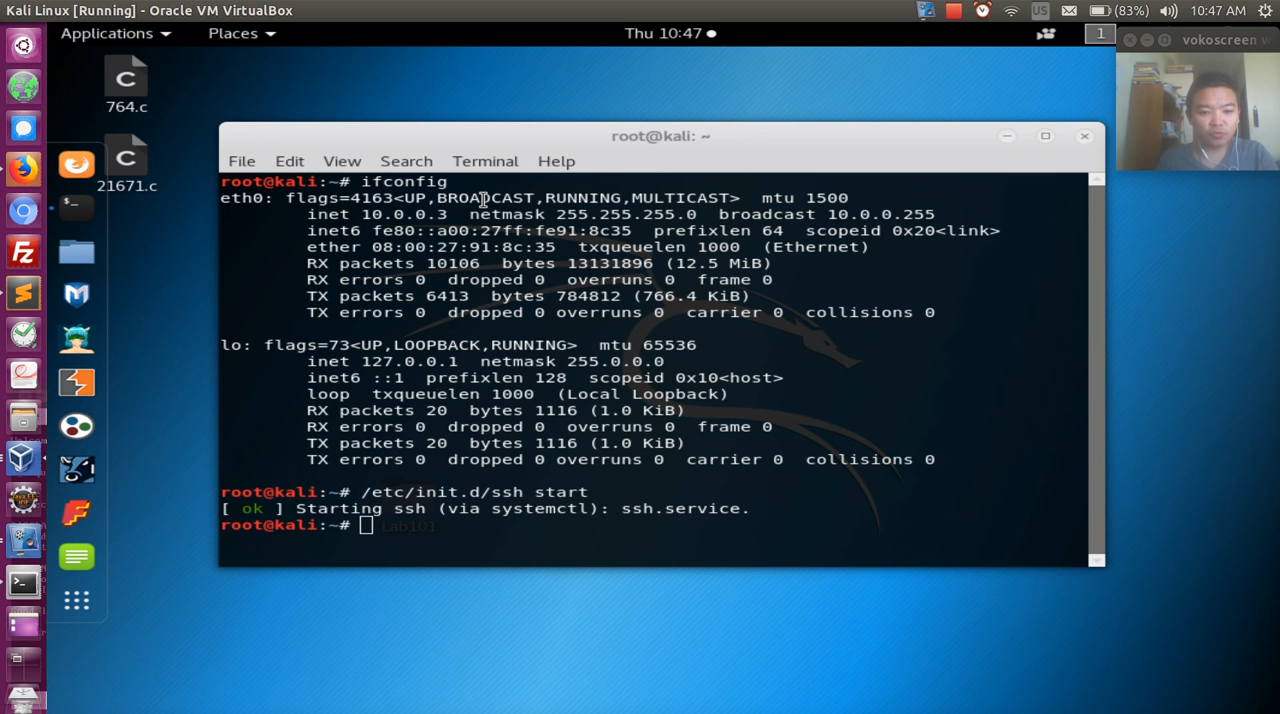 Kali Linux [Running] - Oracle VM VirtualBox
US
(83%)
10:47 AM
Applications
Places
Thu 10:47
1
vokoscreen w
764.c
21671.c
root@kali: ~
File Edit View Search Terminal Help
root@kali:~# ifconfig
eth0: flags=4163<UP,BROADCAST,RUNNING,MULTICAST>  mtu 1500
        inet 10.0.0.3  netmask 255.255.255.0  broadcast 10.0.0.255
        inet6 fe80::a00:27ff:fe91:8c35  prefixlen 64  scopeid 0x20<link>
        ether 08:00:27:91:8c:35  txqueuelen 1000  (Ethernet)
        RX packets 10106  bytes 13131896 (12.5 MiB)
        RX errors 0  dropped 0  overruns 0  frame 0
        TX packets 6413  bytes 784812 (766.4 KiB)
        TX errors 0  dropped 0 overruns 0  carrier 0  collisions 0
lo: flags=73<UP,LOOPBACK,RUNNING>  mtu 65536
        inet 127.0.0.1  netmask 255.0.0.0
        inet6 ::1  prefixlen 128  scopeid 0x10<host>
        loop  txqueuelen 1000  (Local Loopback)
        RX packets 20  bytes 1116 (1.0 KiB)
        RX errors 0  dropped 0  overruns 0  frame 0
        TX packets 20  bytes 1116 (1.0 KiB)
        TX errors 0  dropped 0 overruns 0  carrier 0  collisions 0
root@kali:~# /etc/init.d/ssh start
[ ok ] Starting ssh (via systemctl): ssh.service.
root@kali:~#
Lab101